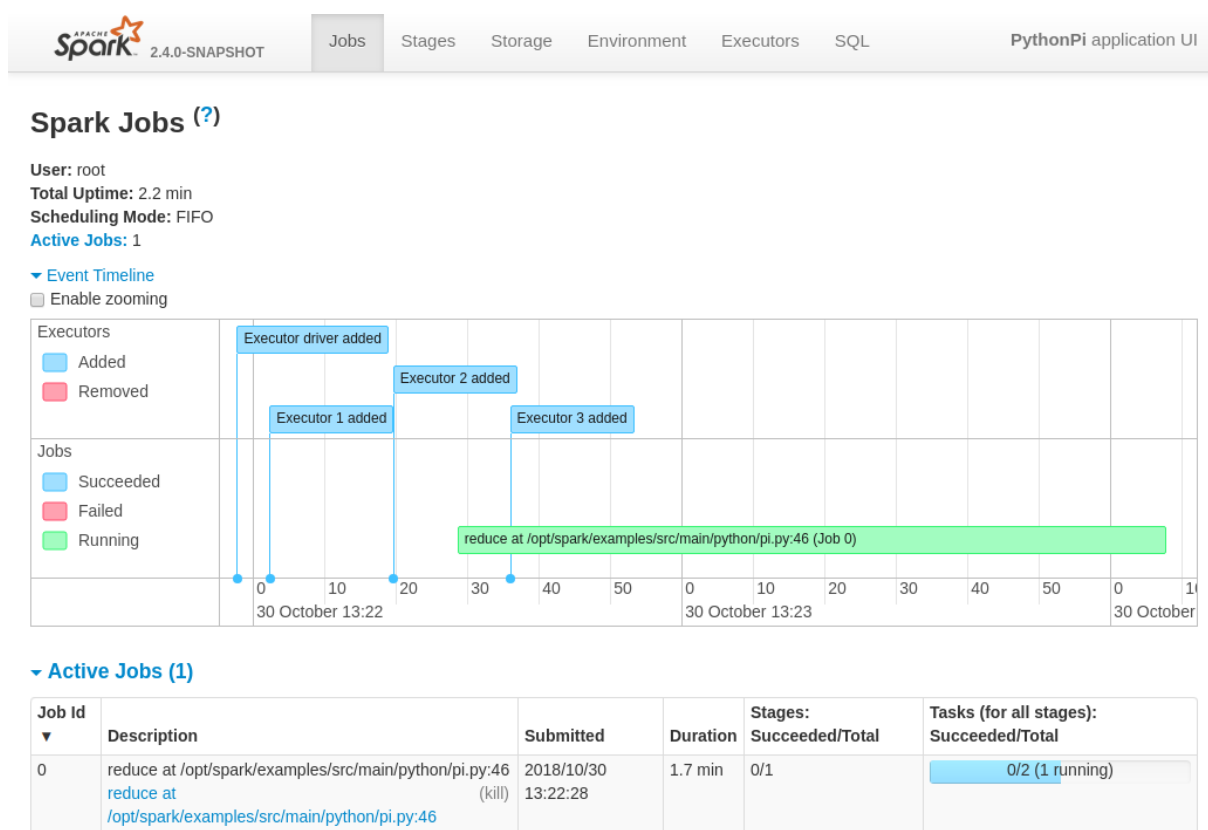 APACHE
Spark 2.4.0-SNAPSHOT Jobs Stages Storage Environment Executors SQL PythonPi application UI
Spark Jobs (?)
User: root
Total Uptime: 2.2 min
Scheduling Mode: FIFO
Active Jobs: 1
Event Timeline
Enable zooming
Executors
Added
Removed
Executor driver added
Executor 2 added
Executor 1 added
Executor 3 added
Jobs
Succeeded
Failed
Running
reduce at /opt/spark/examples/src/main/python/pi.py:46 (Job 0)
0 10 20 30 40 50 0 10 20 30 40 50 0 1
30 October 13:22 30 October 13:23 30 October
Active Jobs (1)
Job Id ▼ Description Submitted Duration Stages: Succeeded/Total Tasks (for all stages): Succeeded/Total
0 reduce at /opt/spark/examples/src/main/python/pi.py:46 2018/10/30 1.7 min 0/1 0/2 (1 running)
reduce at (kill) 13:22:28
/opt/spark/examples/src/main/python/pi.py:46